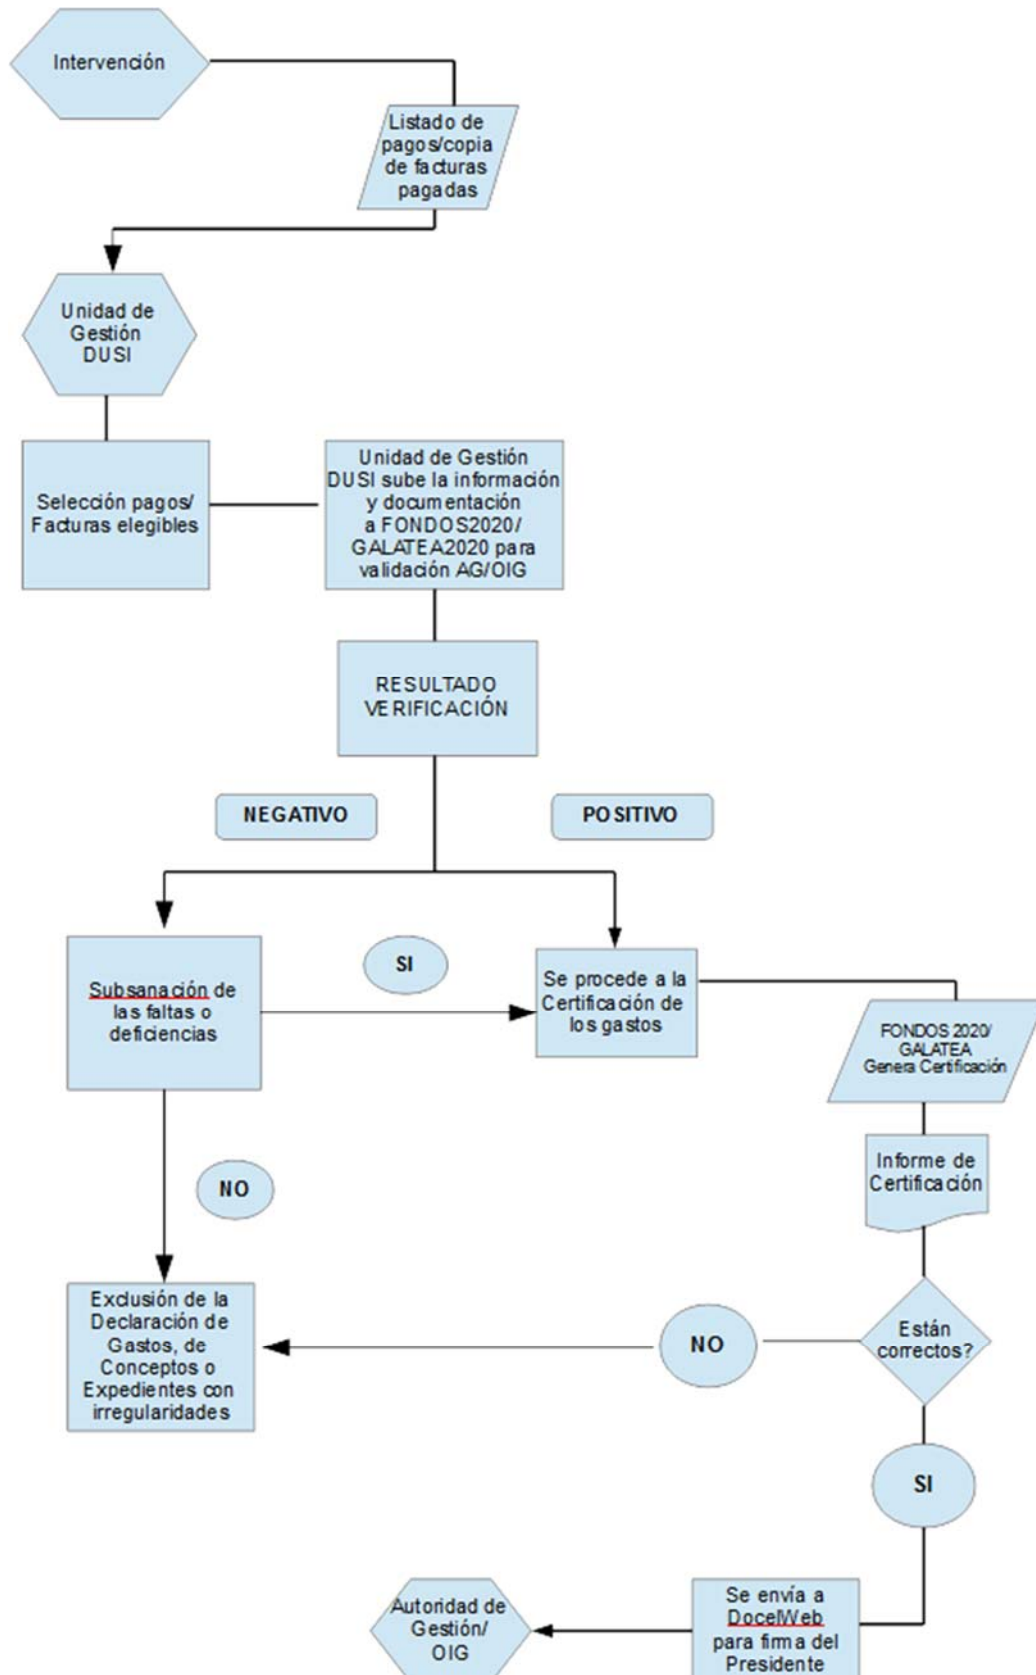 Intervención
Listado de
pagos/copia
de facturas
pagadas
Unidad de
Gestión
DUSI
Selección pagos/
Facturas elegibles
Unidad de Gestión
DUSI sube la información
y documentación
a FONDOS2020/
GALATEA2020 para
validación AG/OIG
RESULTADO
VERIFICACIÓN
NEGATIVO
POSITIVO
Subsanación de
las faltas o
deficiencias
SI
Se procede a la
Certificación de
los gastos
FONDOS 2020/
GALATEA
Genera Certificación
Informe de
Certificación
NO
Exclusión de la
Declaración de
Gastos, de
Conceptos o
Expedientes con
irregularidades
NO
Están
correctos?
SI
Autoridad de
Gestión/
OIG
Se envía a
DocelWeb
para firma del
Presidente